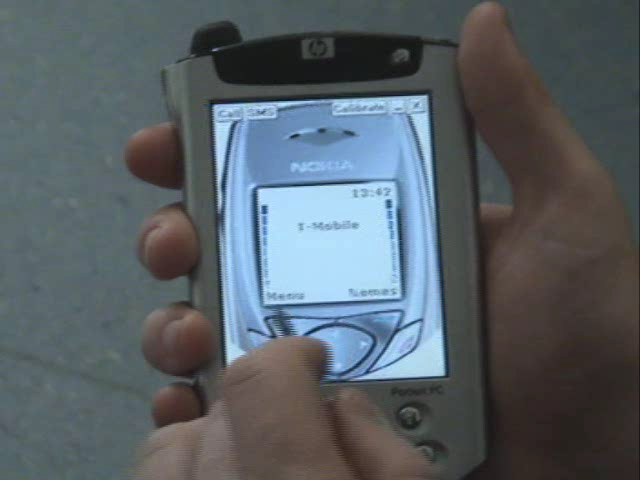 hp
Call SMS Calibrate _ X
NOKIA
13:42
T-Mobile
Menu Names
Pocket PC